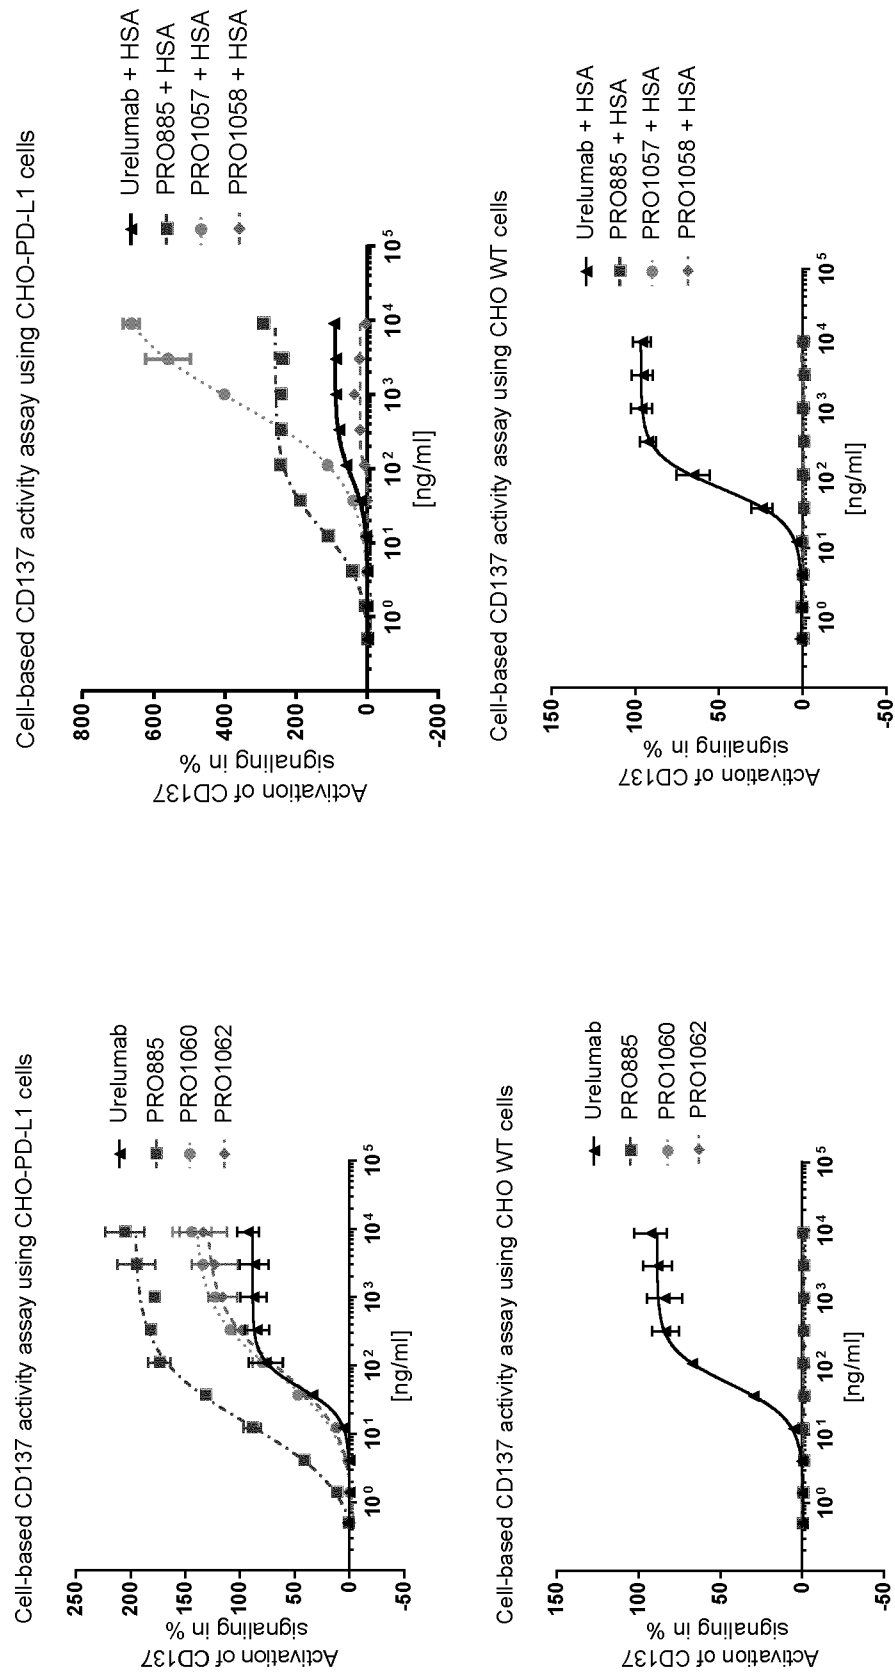 Cell-based CD137 activity assay using CHO-PD-L1 cells
Activation of CD137
signaling in %
250
200
150
100
50
0
-50
10^0
10^1
10^2
10^3
10^4
10^5
[ng/ml]
Urelumab
PRO885
PRO1060
PRO1062
Cell-based CD137 activity assay using CHO-PD-L1 cells
Activation of CD137
signaling in %
800
600
400
200
0
-200
10^0
10^1
10^2
10^3
10^4
10^5
[ng/ml]
Urelumab + HSA
PRO885 + HSA
PRO1057 + HSA
PRO1058 + HSA
Cell-based CD137 activity assay using CHO WT cells
Activation of CD137
signaling in %
150
100
50
0
-50
10^0
10^1
10^2
10^3
10^4
10^5
[ng/ml]
Urelumab
PRO885
PRO1060
PRO1062
Cell-based CD137 activity assay using CHO WT cells
Activation of CD137
signaling in %
150
100
50
0
-50
10^0
10^1
10^2
10^3
10^4
10^5
[ng/ml]
Urelumab + HSA
PRO885 + HSA
PRO1057 + HSA
PRO1058 + HSA